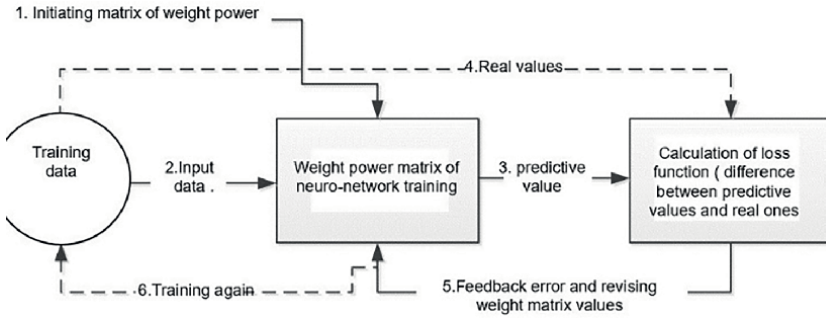 1. Initiating matrix of weight power
4.Real values
Training
data
2.Input
data .
Weight power matrix of
neuro-network training
3. predictive
value
Calculation of loss
function ( difference
between predictive
values and real ones
6.Training again
5.Feedback error and revising
weight matrix values